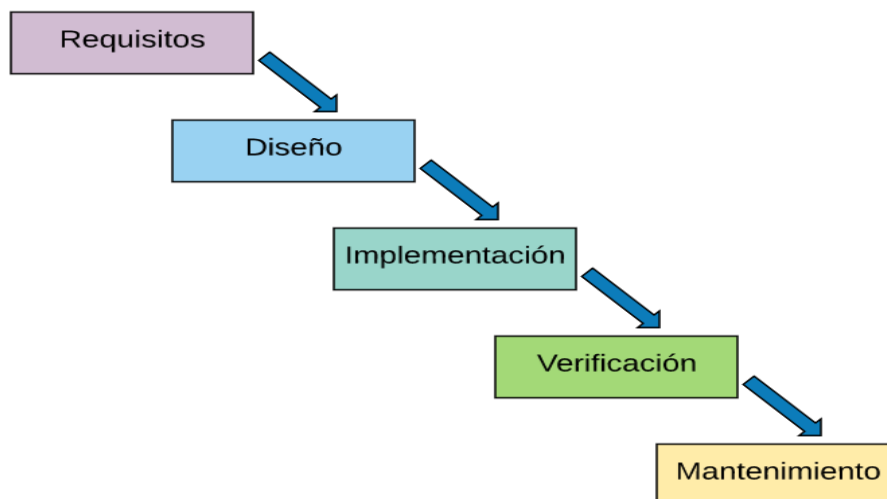 Requisitos
Diseño
Implementación
Verificación
Mantenimiento